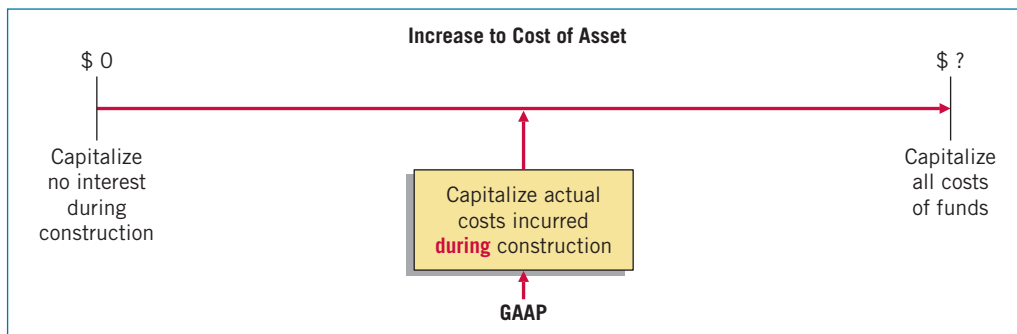 Increase to Cost of Asset
$ 0
$ ?
Capitalize
no interest
during
construction
Capitalize actual
costs incurred
during construction
Capitalize
all costs
of funds
GAAP